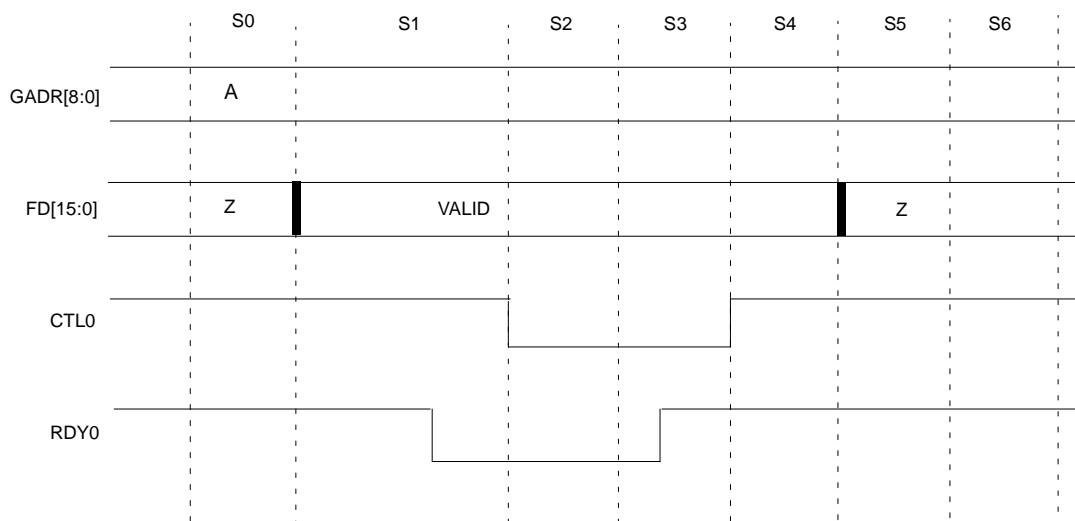 S0 S1 S2 S3 S4 S5 S6
GADR[8:0] A
FD[15:0] Z VALID Z
CTL0
RDY0